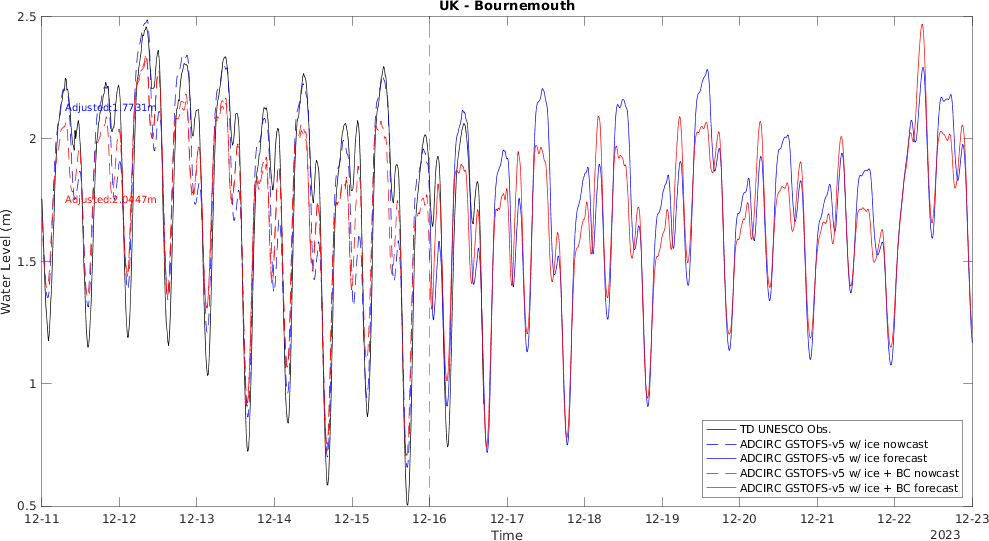 UK - Bournemouth
Water Level (m)
2.5
2
1.5
1
0.5
Adjusted:1.7731m
Adjusted:2.0447m
TD UNESCO Obs.
ADCIRC GSTOFS-v5 w/ ice nowcast
ADCIRC GSTOFS-v5 w/ ice forecast
ADCIRC GSTOFS-v5 w/ ice + BC nowcast
ADCIRC GSTOFS-v5 w/ ice + BC forecast
12-11 12-12 12-13 12-14 12-15 12-16 12-17 12-18 12-19 12-20 12-21 12-22 12-23
Time
2023